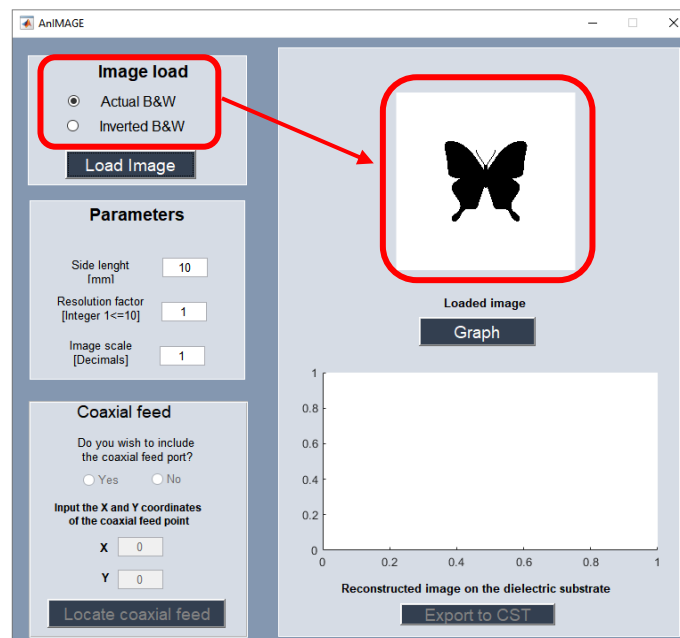 AnIMAGE
Image load
Actual B&W
Inverted B&W
Load Image
Parameters
Side lenght
[mm]
10
Resolution factor
[Integer 1<=10]
1
Image scale
[Decimals]
1
Coaxial feed
Do you wish to include
the coaxial feed port?
Yes
No
Input the X and Y coordinates
of the coaxial feed point
X
0
Y
0
Locate coaxial feed
Loaded image
Graph
1
0.8
0.6
0.4
0.2
0
0 0.2 0.4 0.6 0.8 1
Reconstructed image on the dielectric substrate
Export to CST